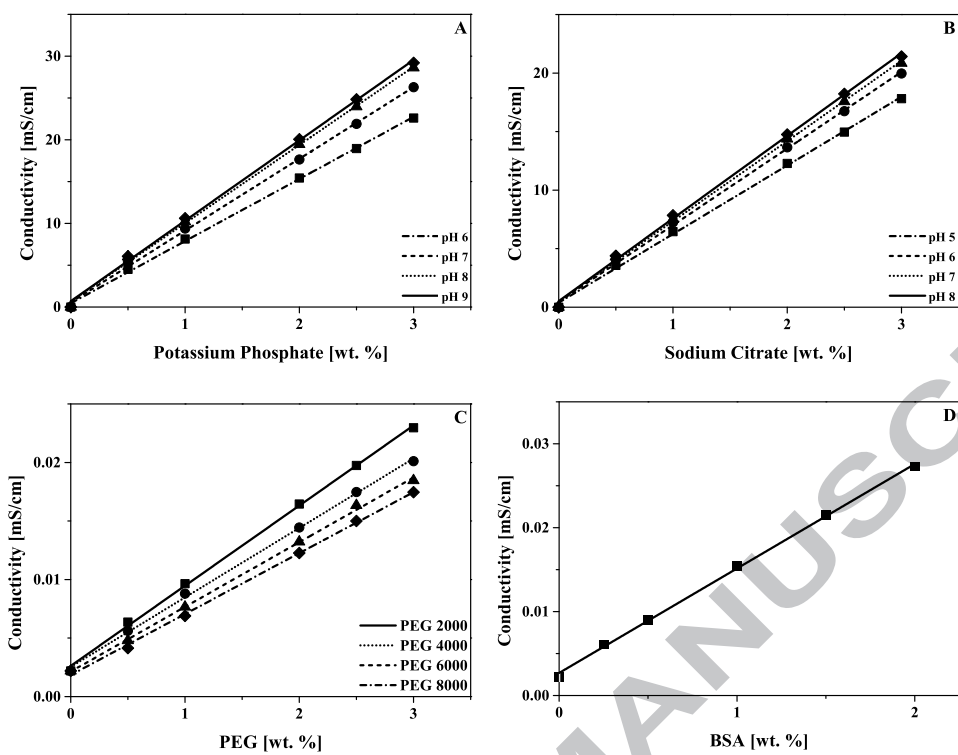 A
30
20
10
0
0
1
2
3
Conductivity [mS/cm]
Potassium Phosphate [wt. %]
pH 6
pH 7
pH 8
pH 9
B
20
10
0
0
1
2
3
Conductivity [mS/cm]
Sodium Citrate [wt. %]
pH 5
pH 6
pH 7
pH 8
C
0.02
0.01
0.00
0
1
2
3
Conductivity [mS/cm]
PEG [wt. %]
PEG 2000
PEG 4000
PEG 6000
PEG 8000
D
0.03
0.02
0.01
0.00
0
1
2
Conductivity [mS/cm]
BSA [wt. %]
MANUSC